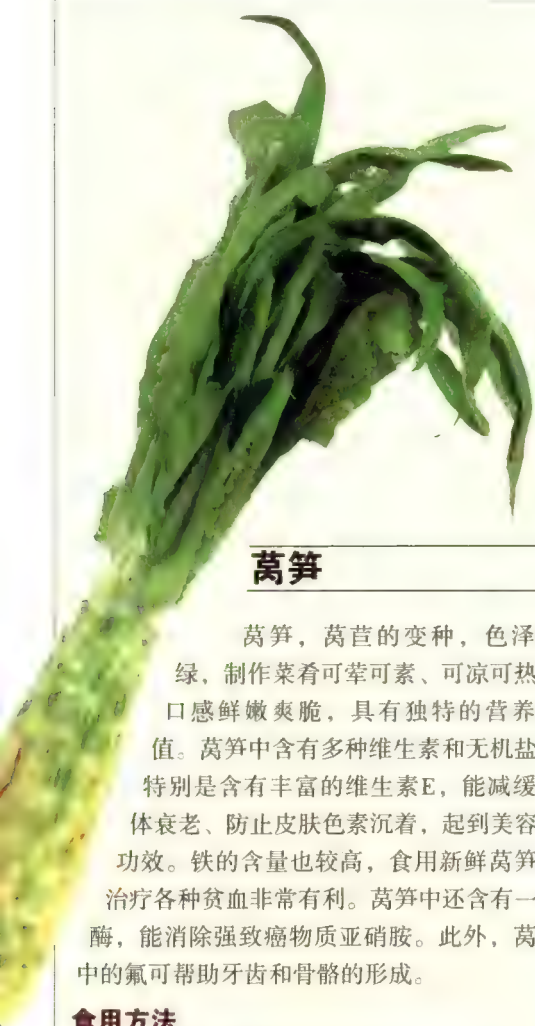 莴笋
莴笋，莴苣的变种，色泽
绿，制作菜肴可荤可素、可凉可热
口感鲜嫩爽脆，具有独特的营养
值。莴笋中含有多种维生素和无机盐
特别是含有丰富的维生素E，能减缓
体衰老、防止皮肤色素沉着，起到美容
功效。铁的含量也较高，食用新鲜莴笋
治疗各种贫血非常有利。莴笋中还含有一
酶，能消除强致癌物质亚硝胺。此外，莴
中的氟可帮助牙齿和骨骼的形成。
食用方法